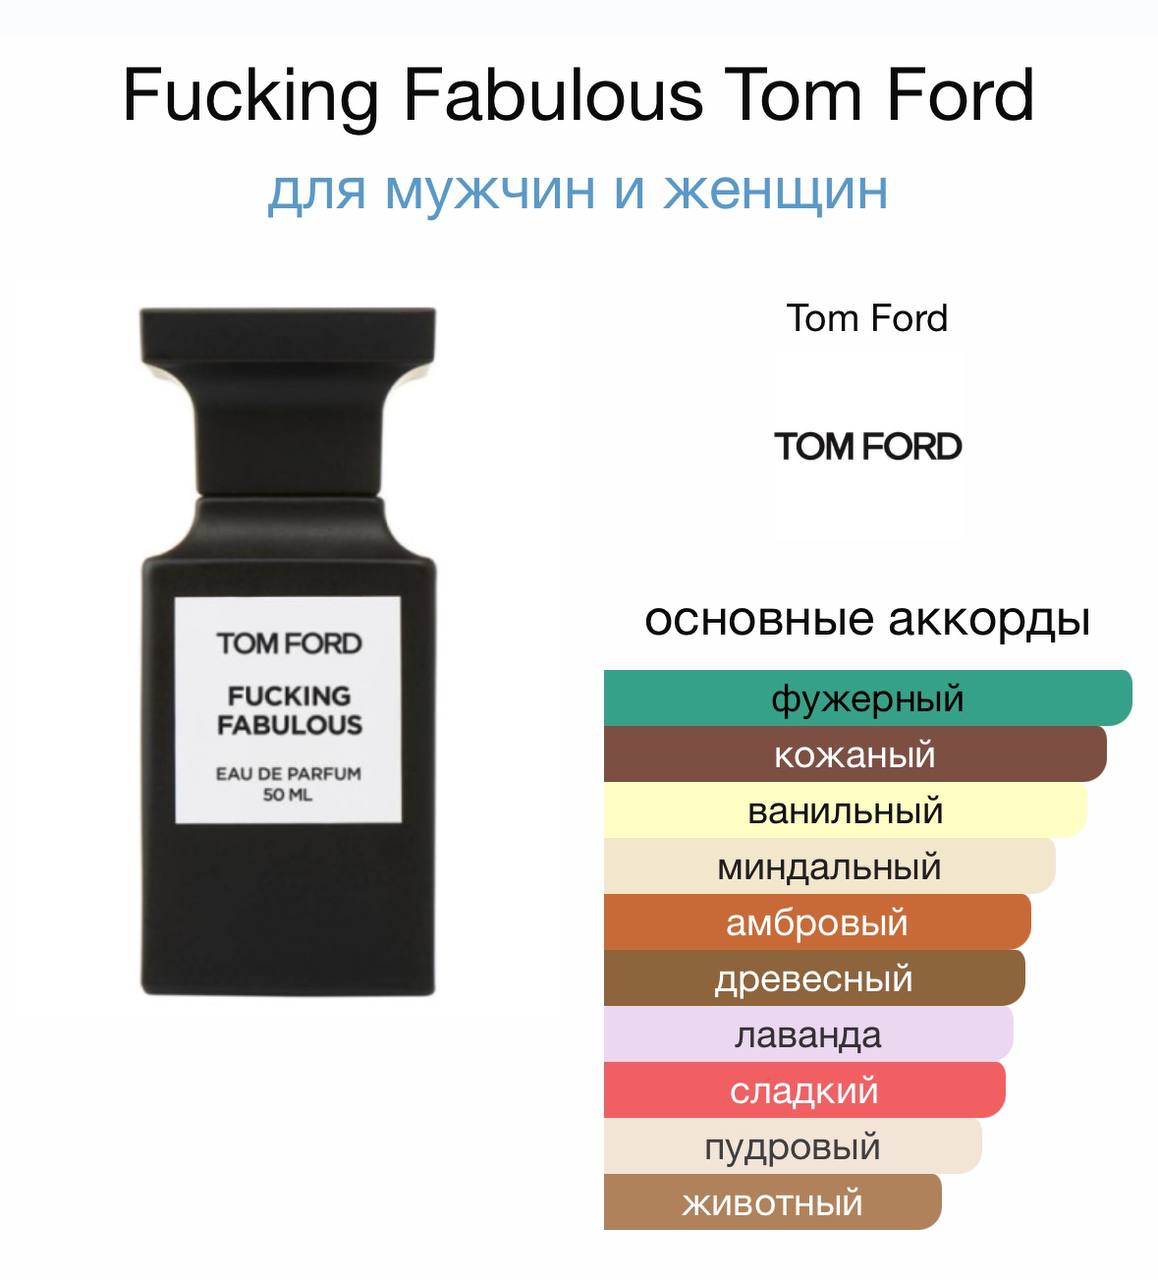 Fucking Fabulous Tom Ford
для мужчин и женщин
TOM FORD
FUCKING
FABULOUS
EAU DE PARFUM
50 ML
Tom Ford
TOM FORD
основные аккорды
фужерный
кожаный
ванильный
миндальный
амбровый
древесный
лаванда
сладкий
пудровый
животный